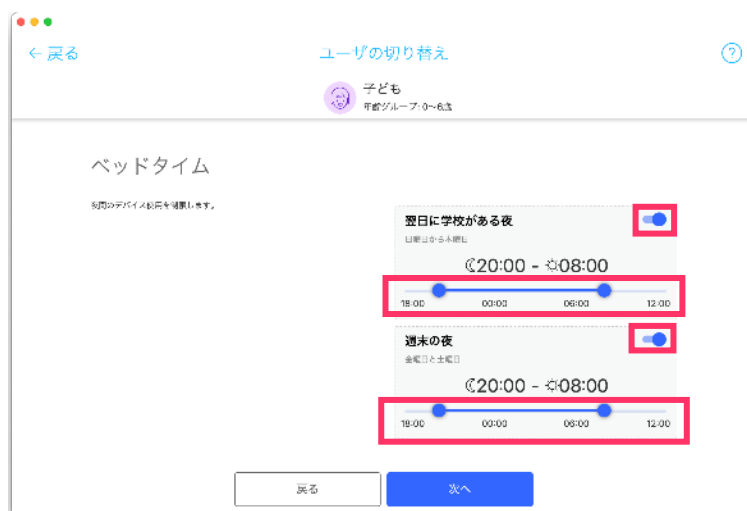 ← 戻る
ユーザの切り替え
?
子ども
年齢グループ: 0〜6歳
ベッドタイム
夜間のデバイス使用を制限します。
翌日に学校がある夜
日曜日から木曜日
20:00 - 08:00
18:00 00:00 06:00 12:00
週末の夜
金曜日と土曜日
20:00 - 08:00
18:00 00:00 06:00 12:00
戻る
次へ